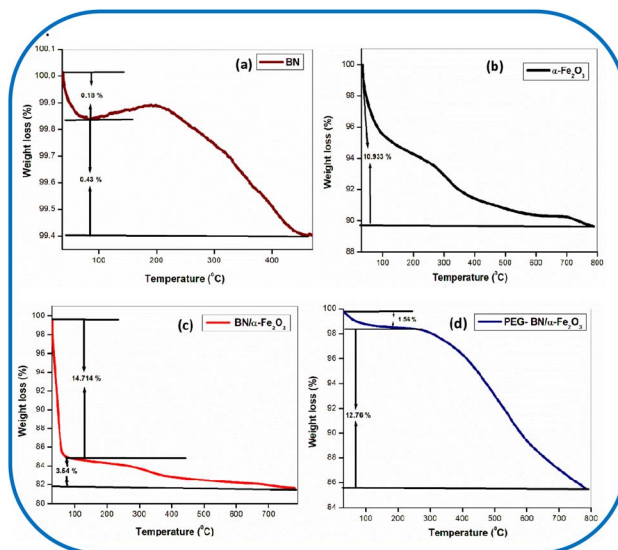 (a)
BN
100.1
100.0
99.9
99.8
99.7
99.6
99.5
99.4
0.18 %
0.43 %
100
200
300
400
Weight loss (%)
Temperature (°C)
(b)
α-Fe₂O₃
100
98
96
94
92
90
88
10.933 %
100 200 300 400 500 600 700 800
Weight loss (%)
Temperature (°C)
(c)
BN/α-Fe₂O₃
100
98
96
94
92
90
88
86
84
82
80
14.714 %
3.54 %
100 200 300 400 500 600 700
Weight loss (%)
Temperature (°C)
(d)
PEG- BN/α-Fe₂O₃
100
98
96
94
92
90
88
86
84
1.56 %
12.76 %
100 200 300 400 500 600 700 800
Weight loss (%)
Temperature (°C)